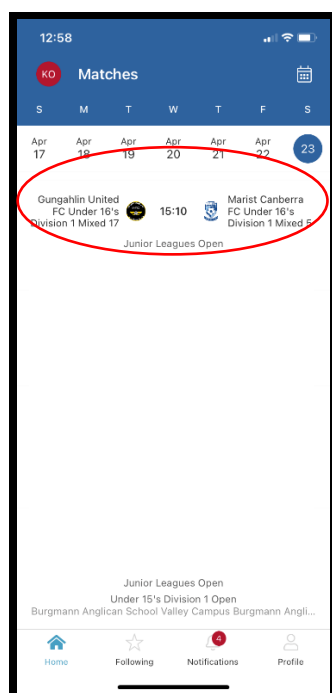 12:58
KO Matches
S M T W T F S
Apr Apr Apr Apr Apr Apr
17 18 19 20 21 22 23
Gungahlin United
FC Under 16's
Division 1 Mixed 17
15:10
Marist Canberra
FC Under 16's
Division 1 Mixed 5
Junior Leagues Open
Junior Leagues Open
Under 15's Division 1 Open
Burgmann Anglican School Valley Campus Burgmann Angli...
4
Home Following Notifications Profile